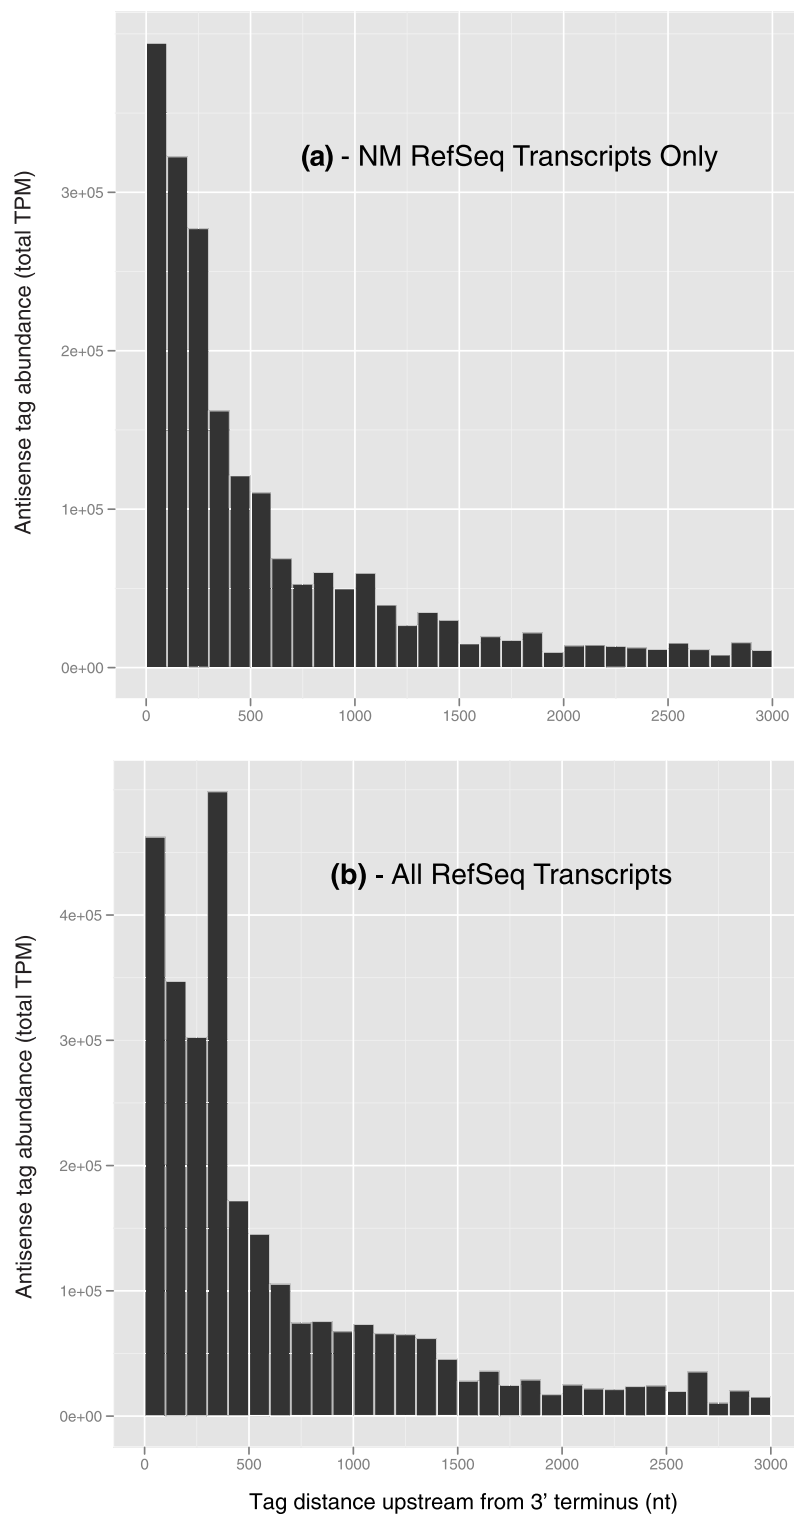 (a) - NM RefSeq Transcripts Only
Antisense tag abundance (total TPM)
3e+05
2e+05
1e+05
0e+00
0 500 1000 1500 2000 2500 3000
(b) - All RefSeq Transcripts
Antisense tag abundance (total TPM)
4e+05
3e+05
2e+05
1e+05
0e+00
0 500 1000 1500 2000 2500 3000
Tag distance upstream from 3’ terminus (nt)